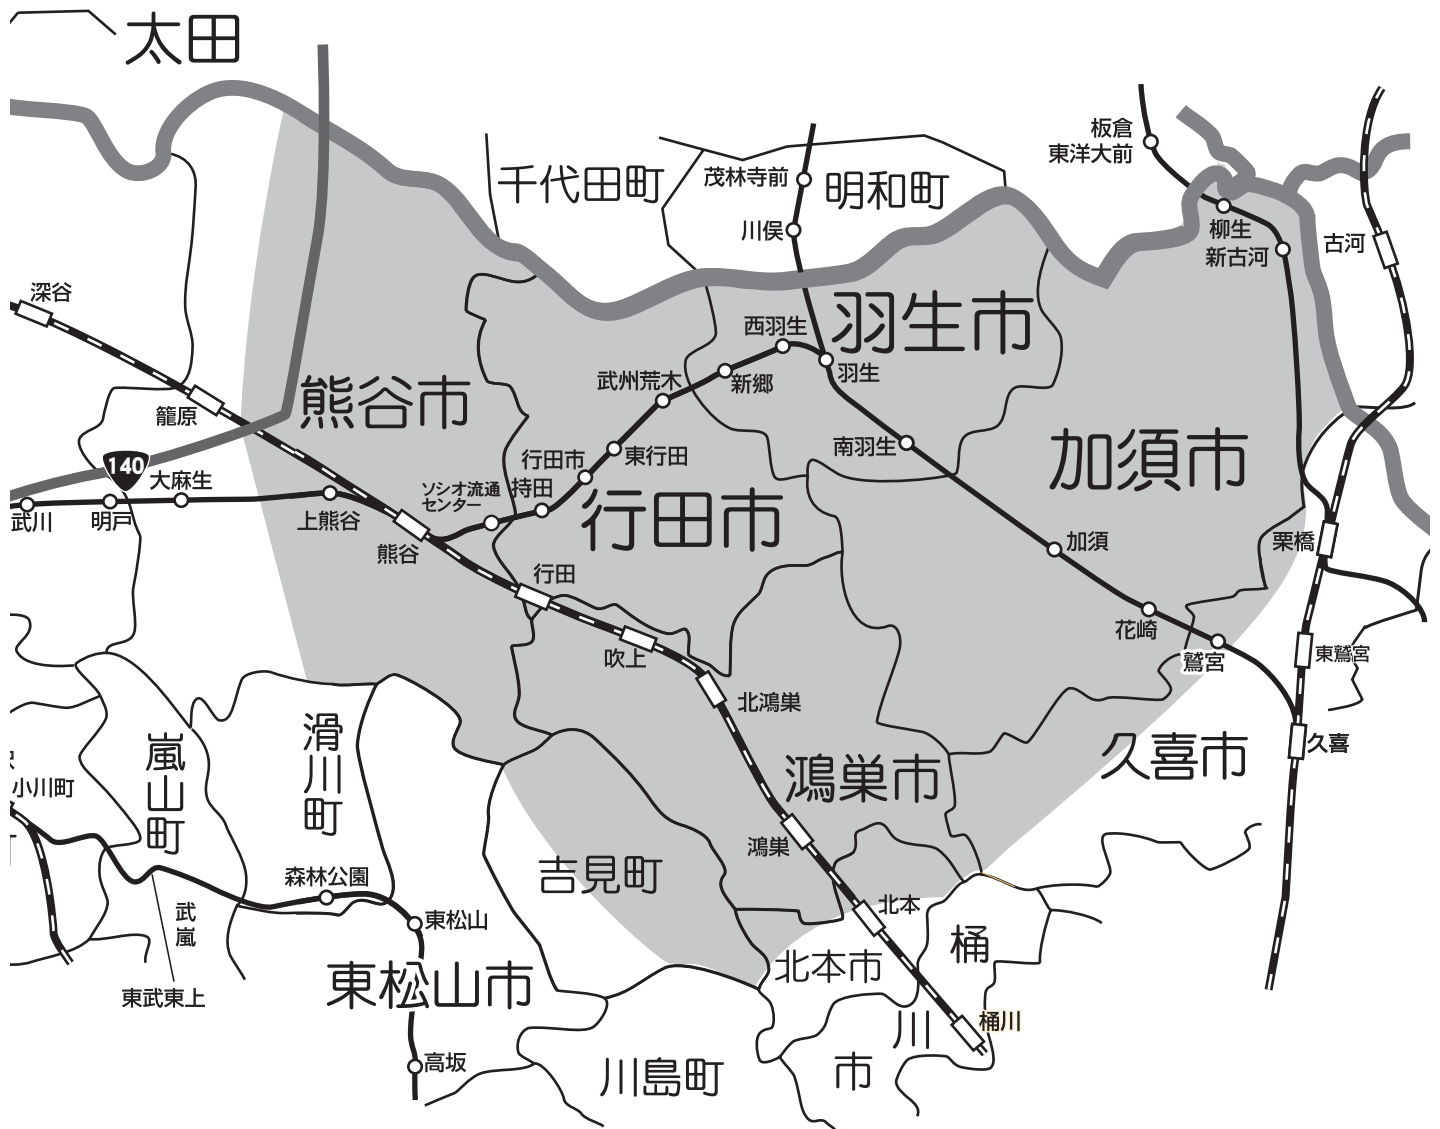 太田
千代田町
茂林寺前
明和町
川俣
板倉
東洋大前
柳生
新古河
古河
深谷
籠原
熊谷市
140
大麻生
武川
明戸
上熊谷
熊谷
ソシオ流通
センター
持田
行田市
東行田
武州荒木
新郷
西羽生
羽生市
羽生
南羽生
行田市
加須市
加須
花崎
鷲宮
栗橋
東鷲宮
久喜
久喜市
行田
吹上
北鴻巣
鴻巣市
鴻巣
北本
北本市
桶
川
市
桶川
吉見町
川島町
滑川町
嵐山町
小川町
森林公園
東松山
東松山市
高坂
武嵐
東武東上